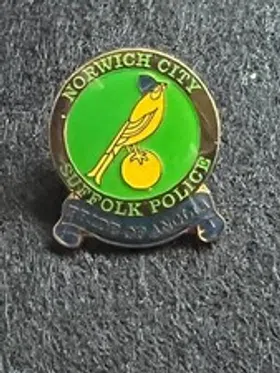 NORWICH CITY
SUFFOLK POLICE
PRIDE OF ANGLIA